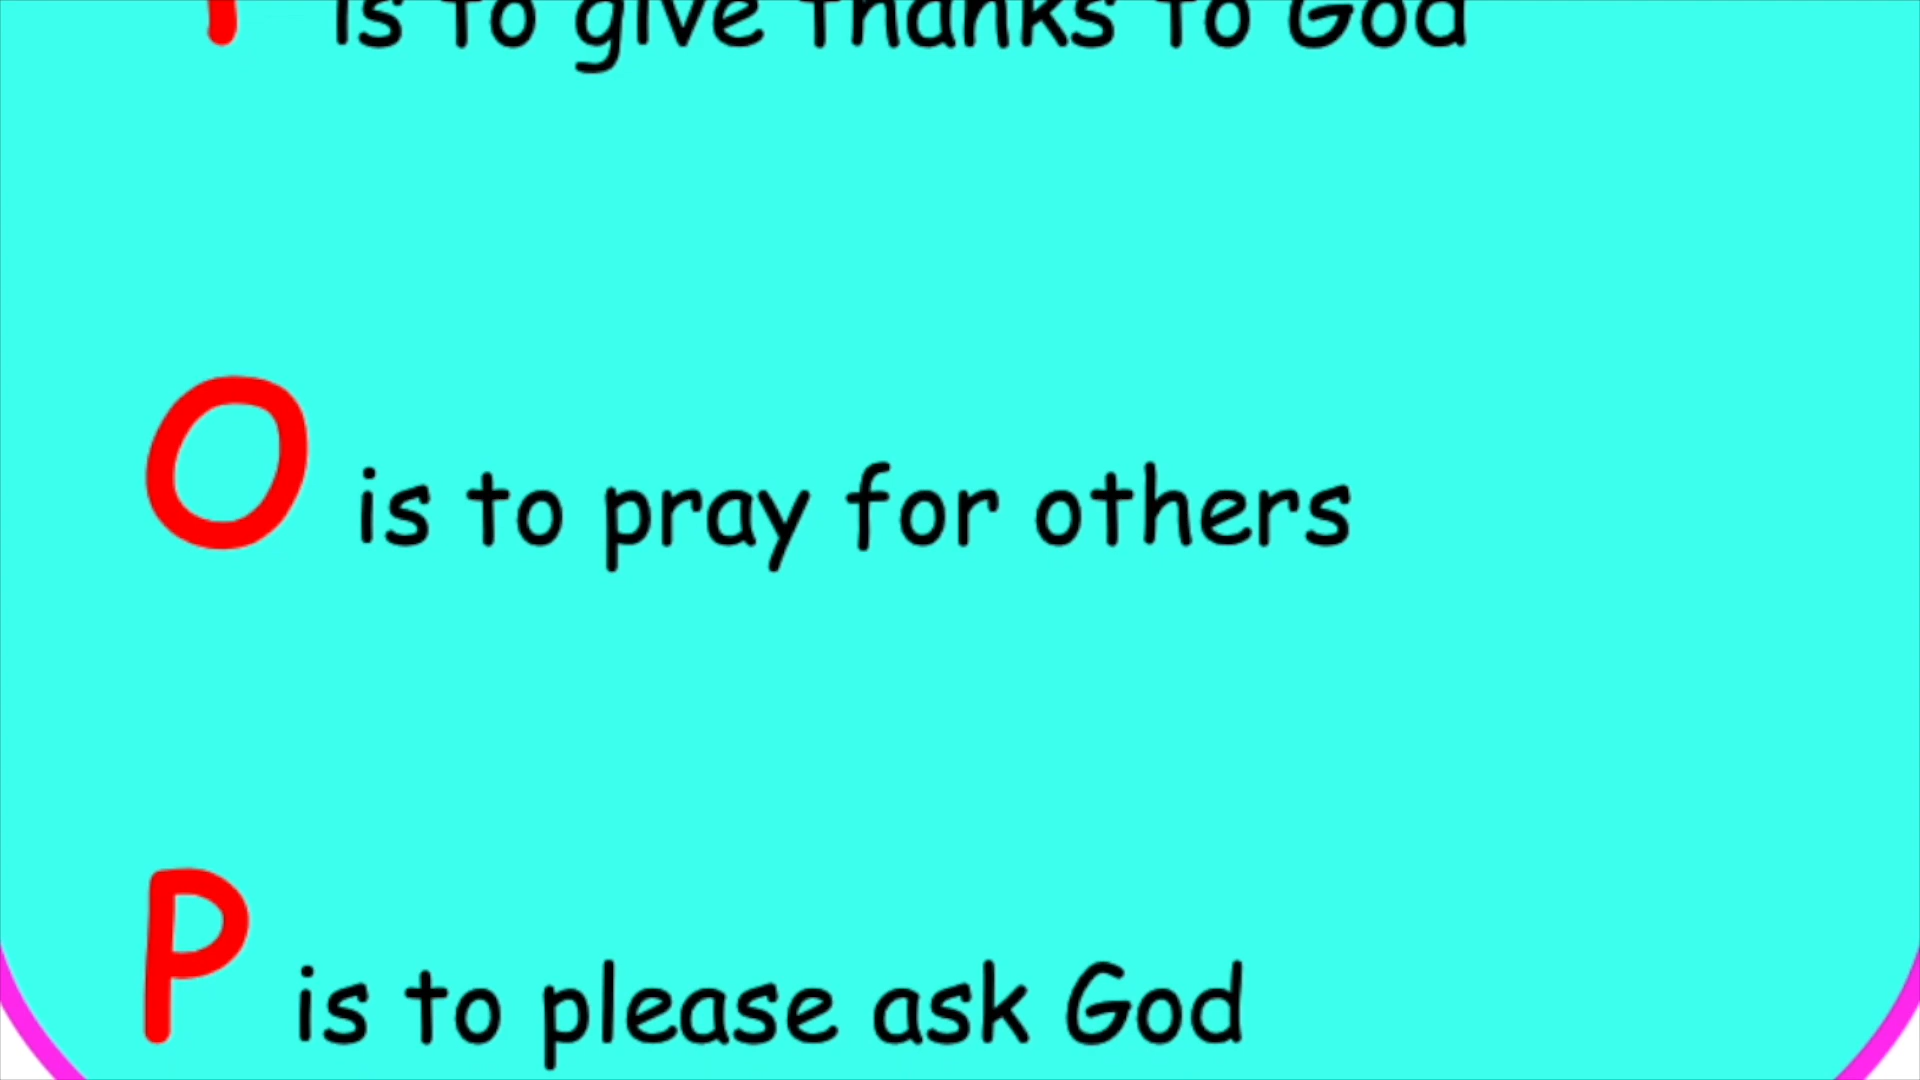 is to give thanks to God
O is to pray for others
P is to please ask God